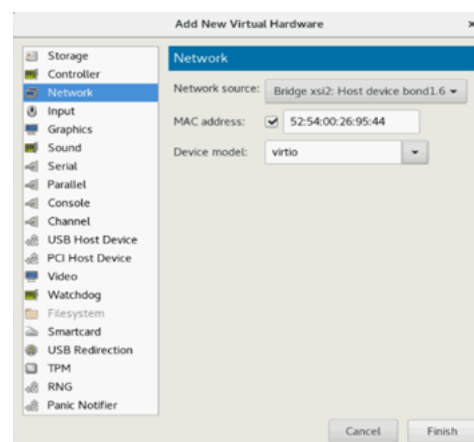 Add New Virtual Hardware ×
Storage
Controller
Network
Input
Graphics
Sound
Serial
Parallel
Console
Channel
USB Host Device
PCI Host Device
Video
Watchdog
Filesystem
Smartcard
USB Redirection
TPM
RNG
Panic Notifier
Network
Network source: Bridge xsi2: Host device bond1.6
MAC address: 52:54:00:26:95:44
Device model: virtio
Cancel Finish